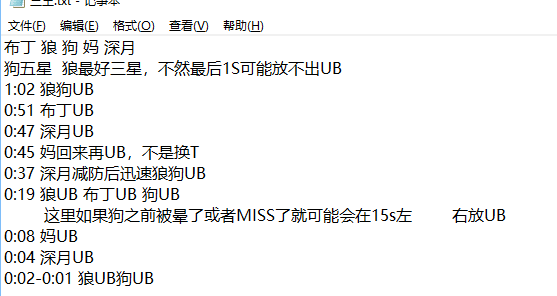 三王.txt - 记事本
文件(F) 编辑(E) 格式(O) 查看(V) 帮助(H)
布丁 狼 狗 妈 深月
狗五星 狼最好三星，不然最后1S可能放不出UB
1:02 狼狗UB
0:51 布丁UB
0:47 深月UB
0:45 妈回来再UB，不是换T
0:37 深月减防后迅速狼狗UB
0:19 狼UB 布丁UB 狗UB
这里如果狗之前被晕了或者MISS了就可能会在15s左 右放UB
0:08 妈UB
0:04 深月UB
0:02-0:01 狼UB狗UB